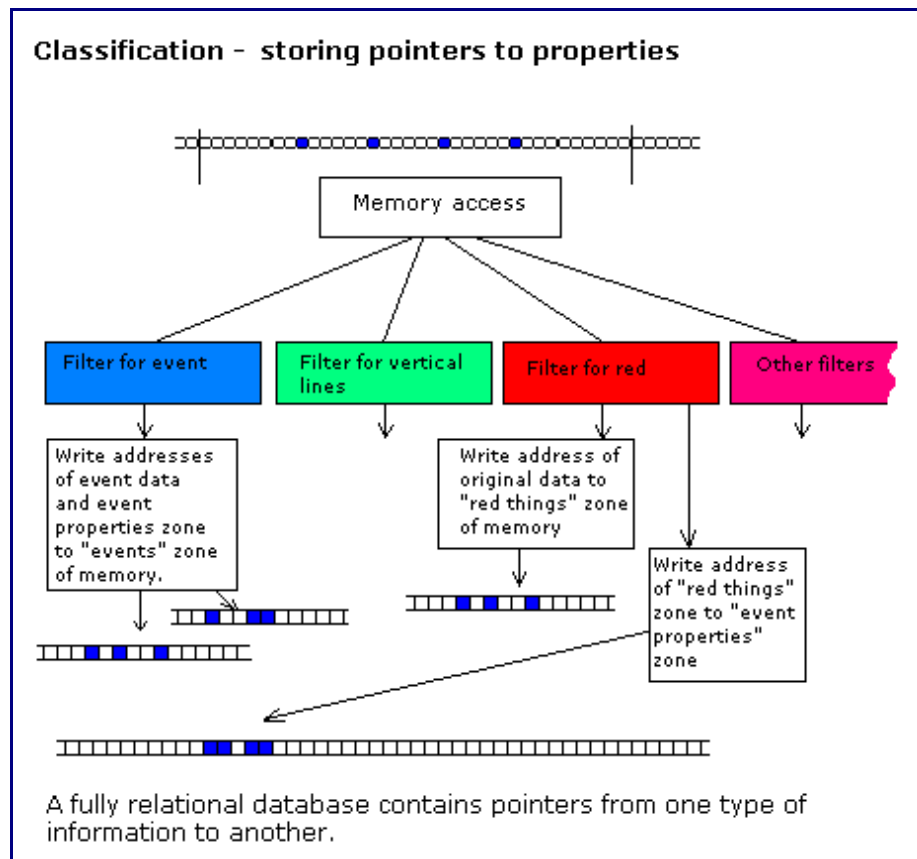 Classification - storing pointers to properties
Memory access
Filter for event
Filter for vertical
lines
Filter for red
Other filters
Write addresses
of event data
and event
properties zone
to "events" zone
of memory.
Write address of
original data to
"red things" zone
of memory
Write address
of "red things"
zone to "event
properties"
zone
A fully relational database contains pointers from one type of
information to another.